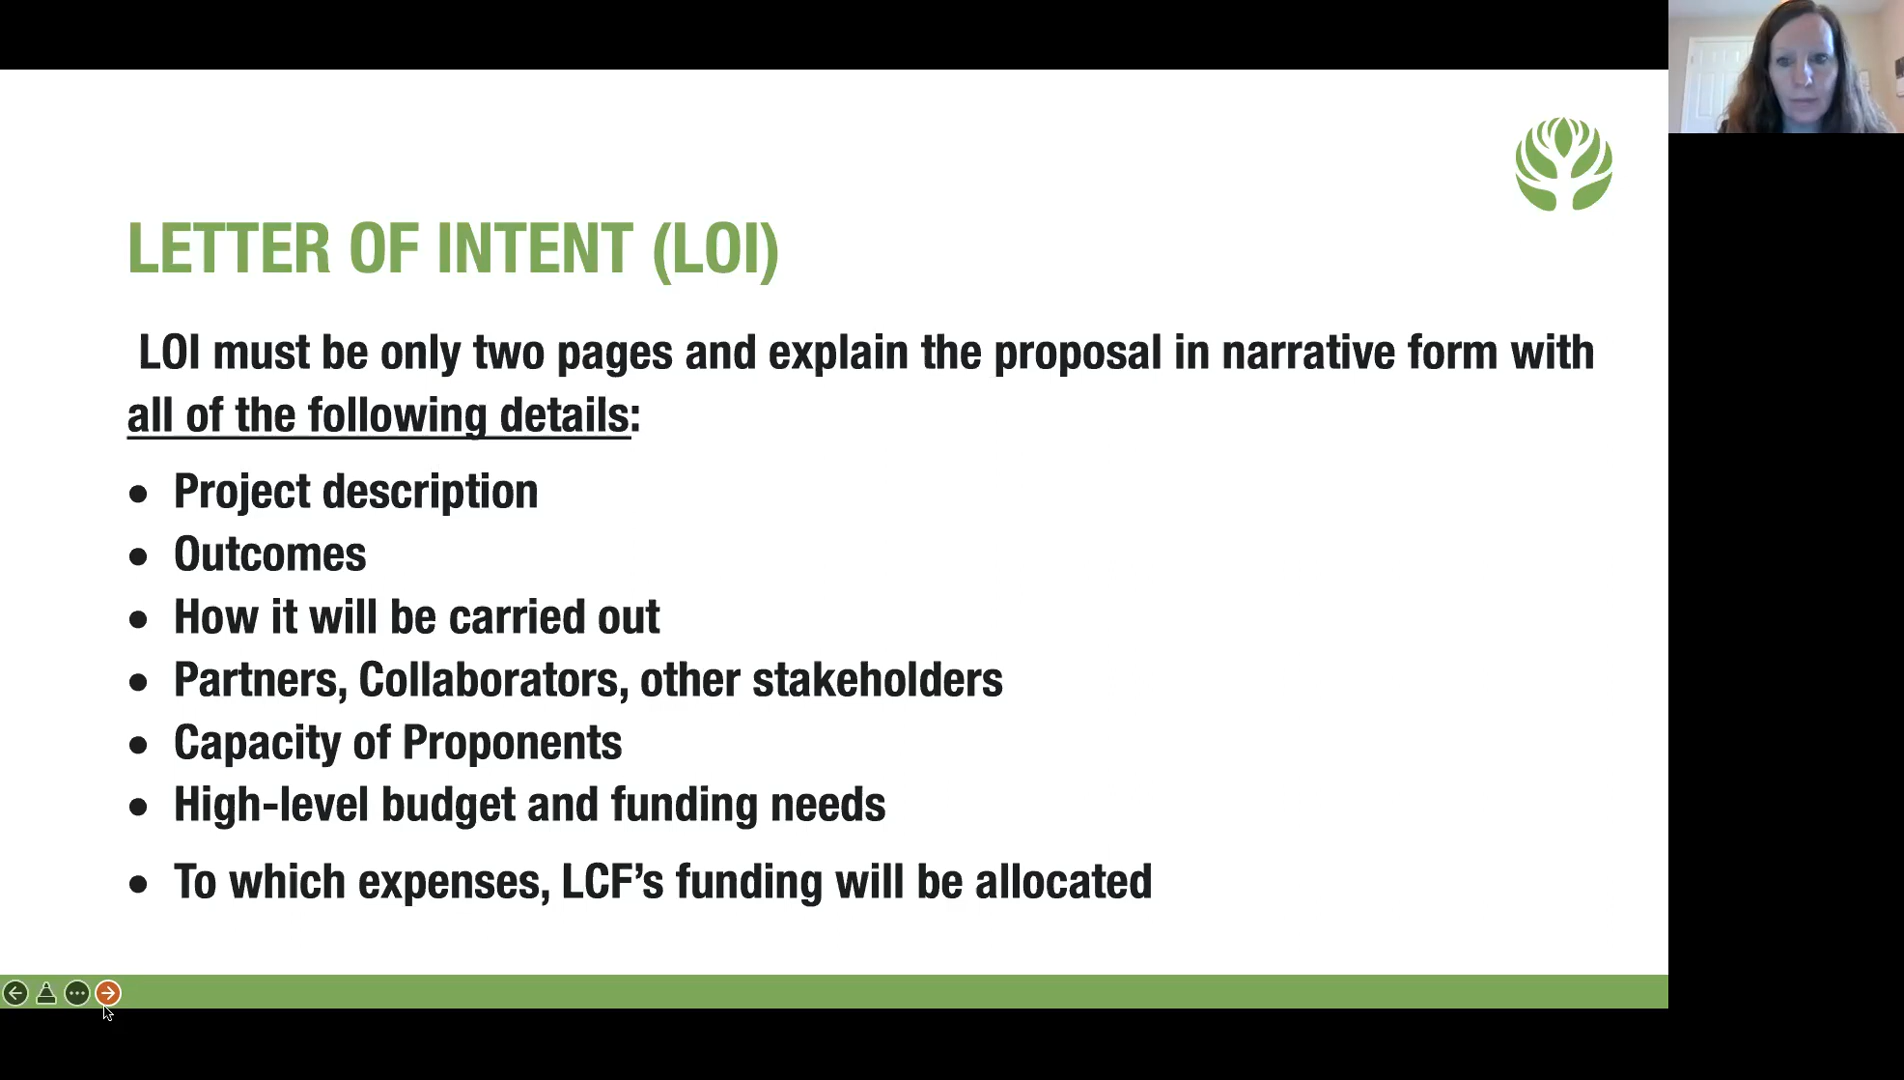 LETTER OF INTENT (LOI)
LOI must be only two pages and explain the proposal in narrative form with
all of the following details:
• Project description
• Outcomes
• How it will be carried out
• Partners, Collaborators, other stakeholders
• Capacity of Proponents
• High-level budget and funding needs
• To which expenses, LCF’s funding will be allocated